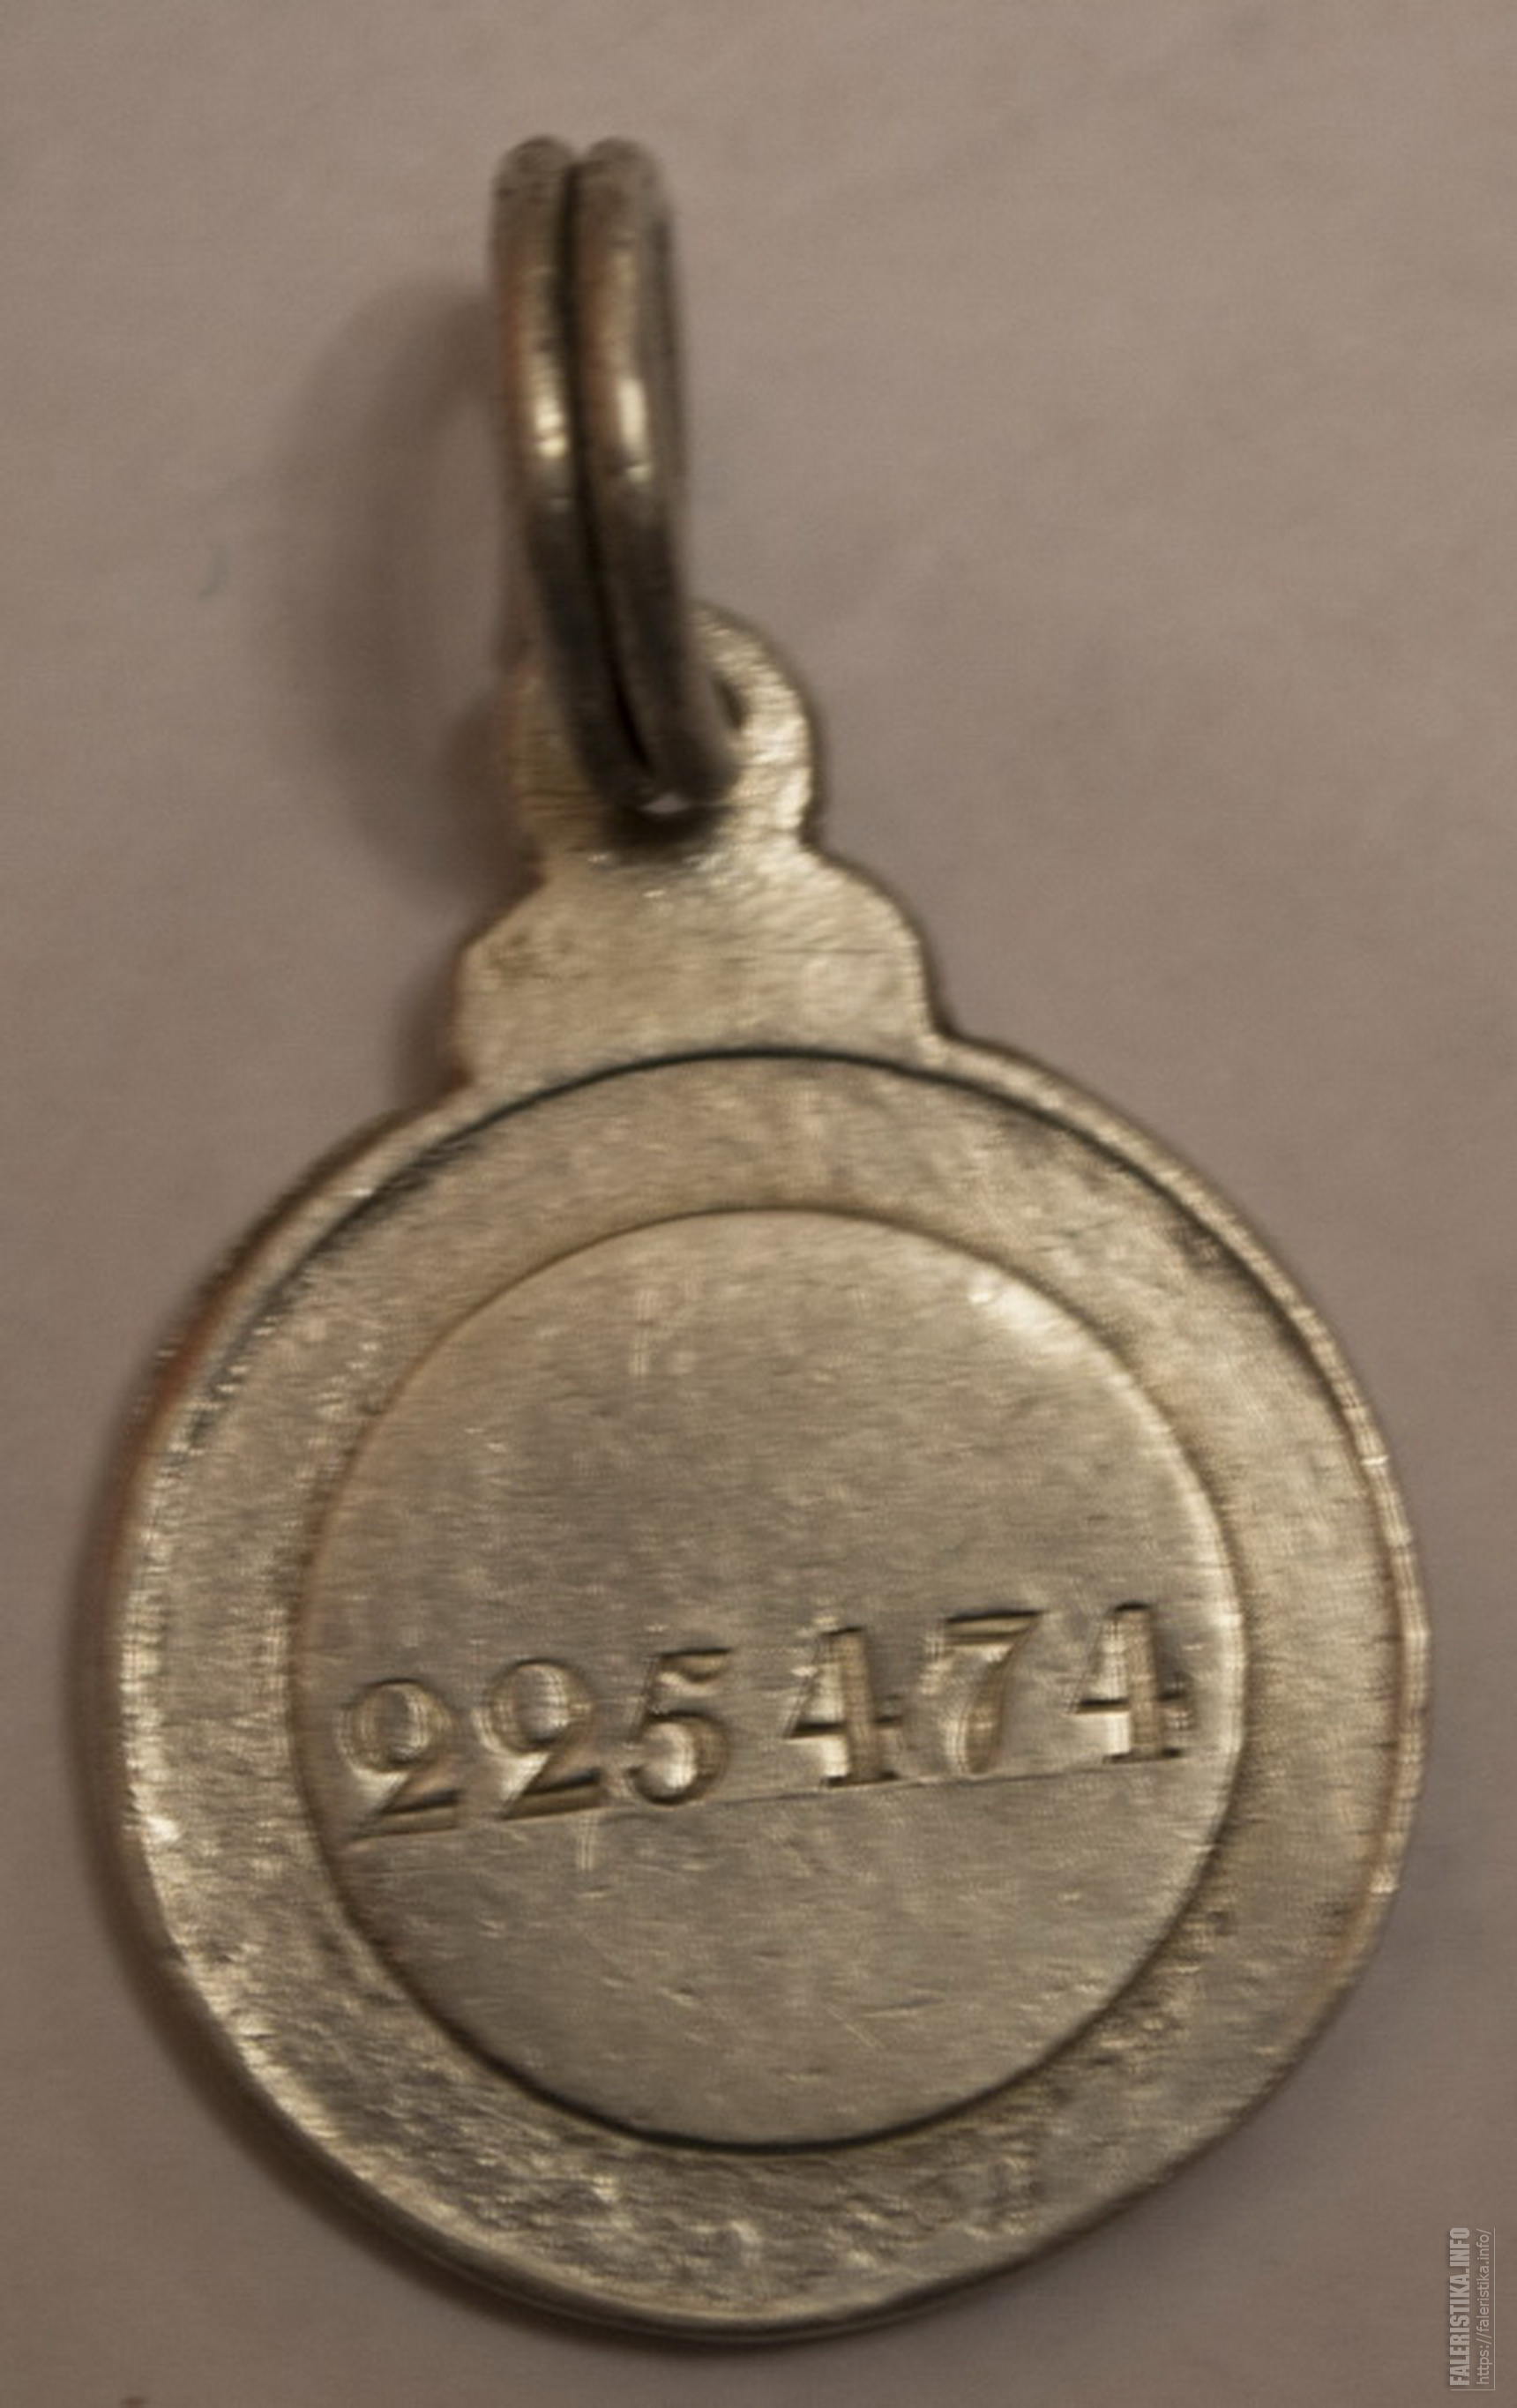 225474
FALERISTIKA.INFO
https://faleristika.info/